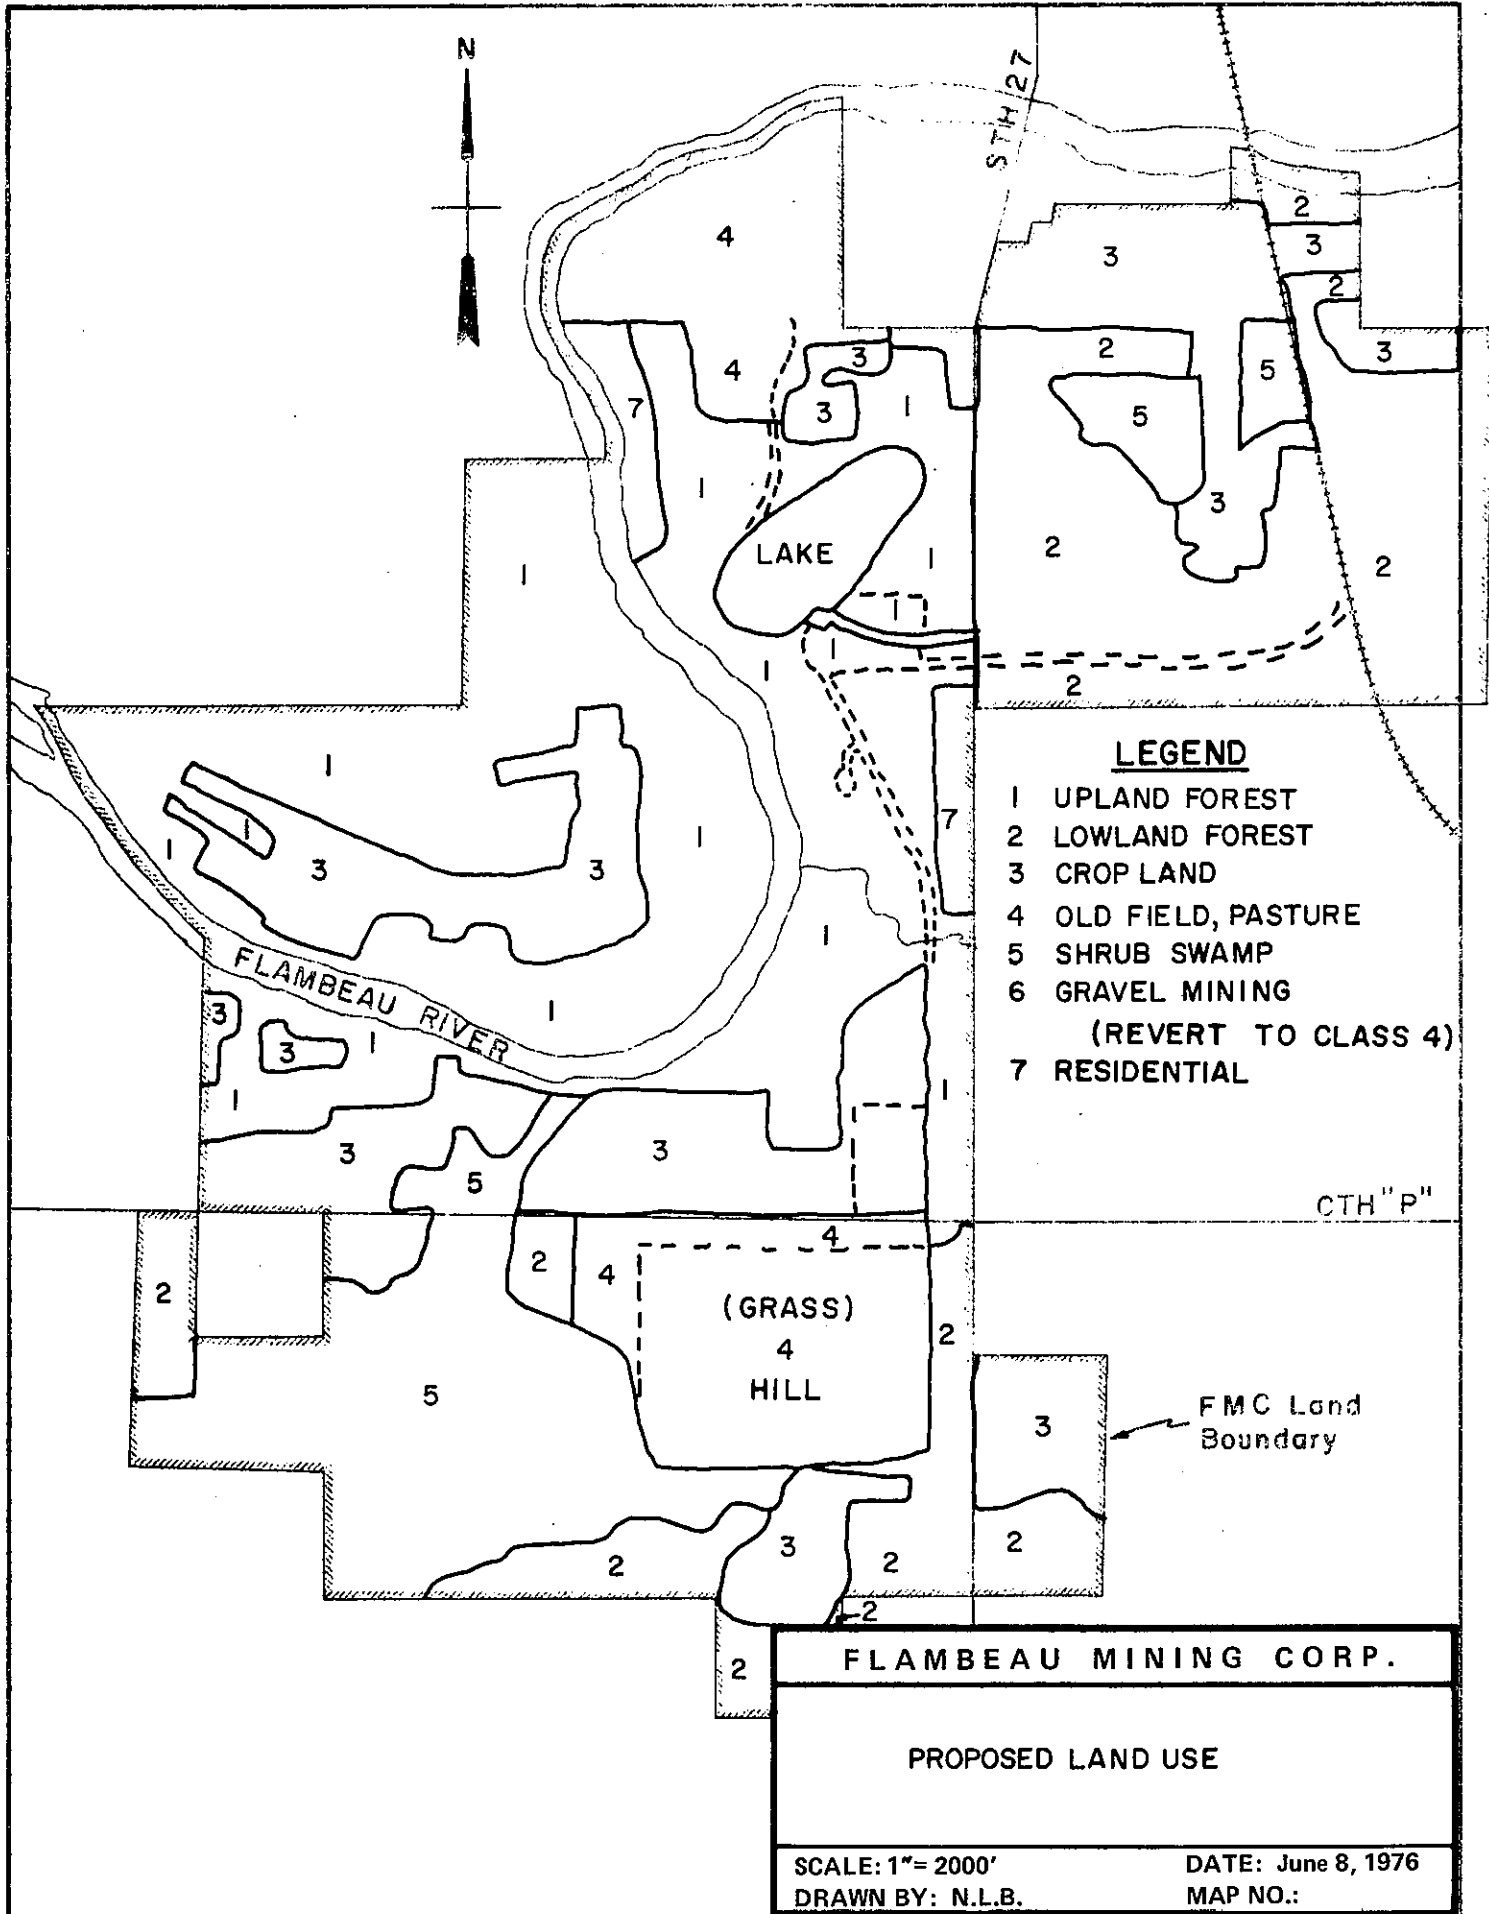 N
STH 27
4
3
2
3
2
3
4
3
3
1
7
2
5
5
3
1
LAKE
1
1
1
2
2
1
1
2
1
LEGEND
1 UPLAND FOREST
2 LOWLAND FOREST
3 CROP LAND
4 OLD FIELD, PASTURE
5 SHRUB SWAMP
6 GRAVEL MINING
(REVERT TO CLASS 4)
7 RESIDENTIAL
7
1
1
1
3
3
1
1
FLAMBEAU RIVER
1
3
3
1
1
1
3
5
3
CTH "P"
4
2
2
4
(GRASS)
4
HILL
2
5
3
FMC Land
Boundary
2
3
2
2
2
2
FLAMBEAU MINING CORP.
PROPOSED LAND USE
SCALE: 1"= 2000'
DATE: June 8, 1976
DRAWN BY: N.L.B.
MAP NO.: